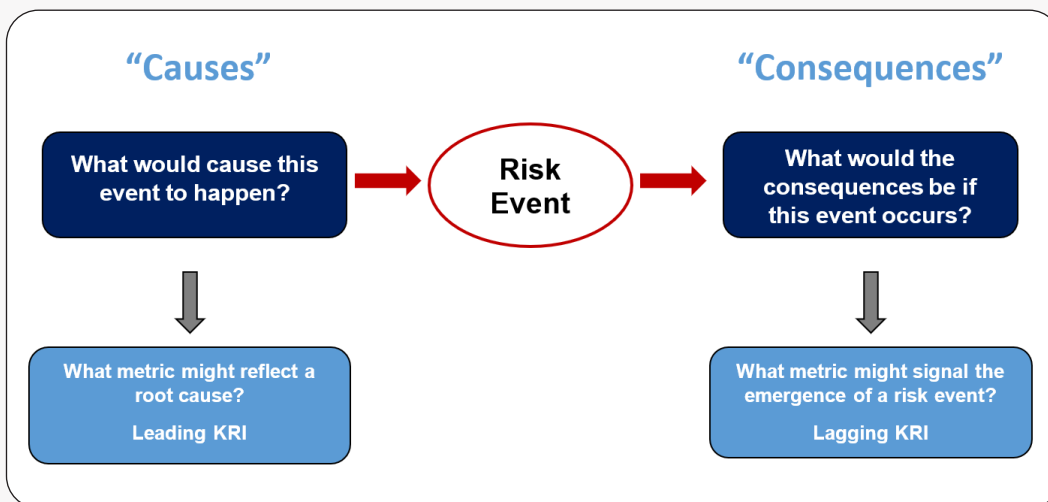 “Causes”
“Consequences”
What would cause this
event to happen?
Risk
Event
What would the
consequences be if
this event occurs?
What metric might reflect a
root cause?
Leading KRI
What metric might signal the
emergence of a risk event?
Lagging KRI